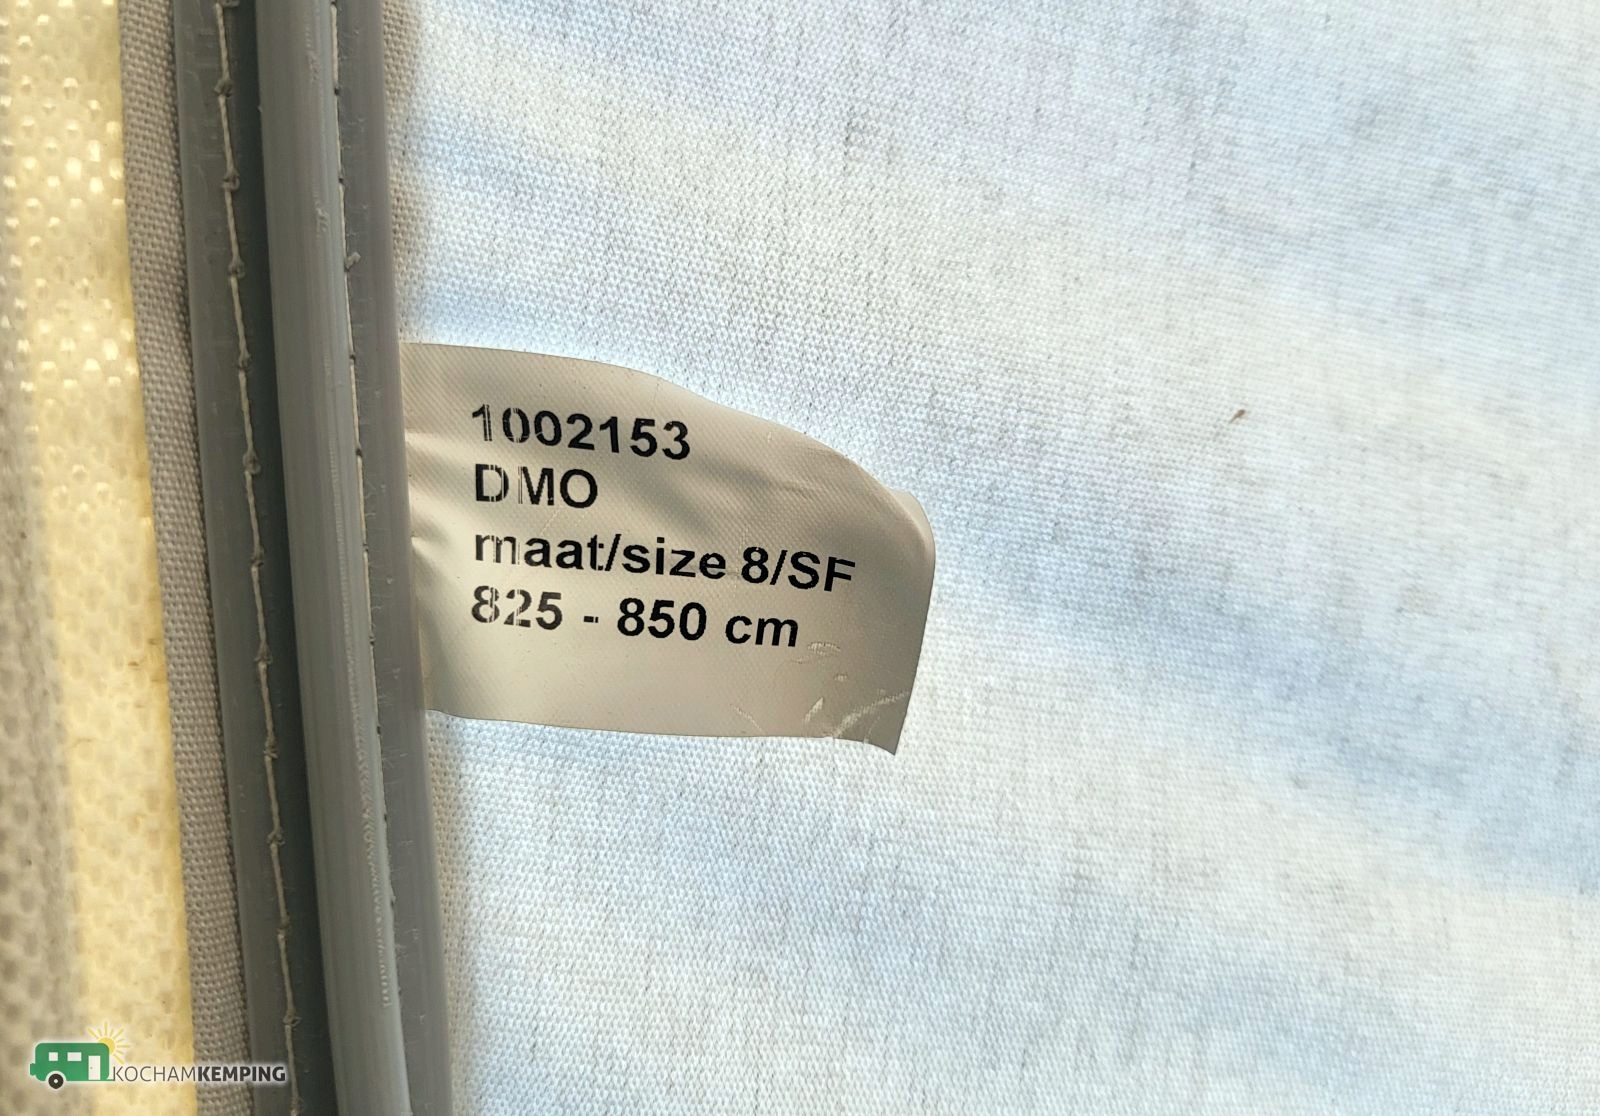 1002153
DMO
maat/size 8/SF
825 - 850 cm
KOCHAMKEMPING